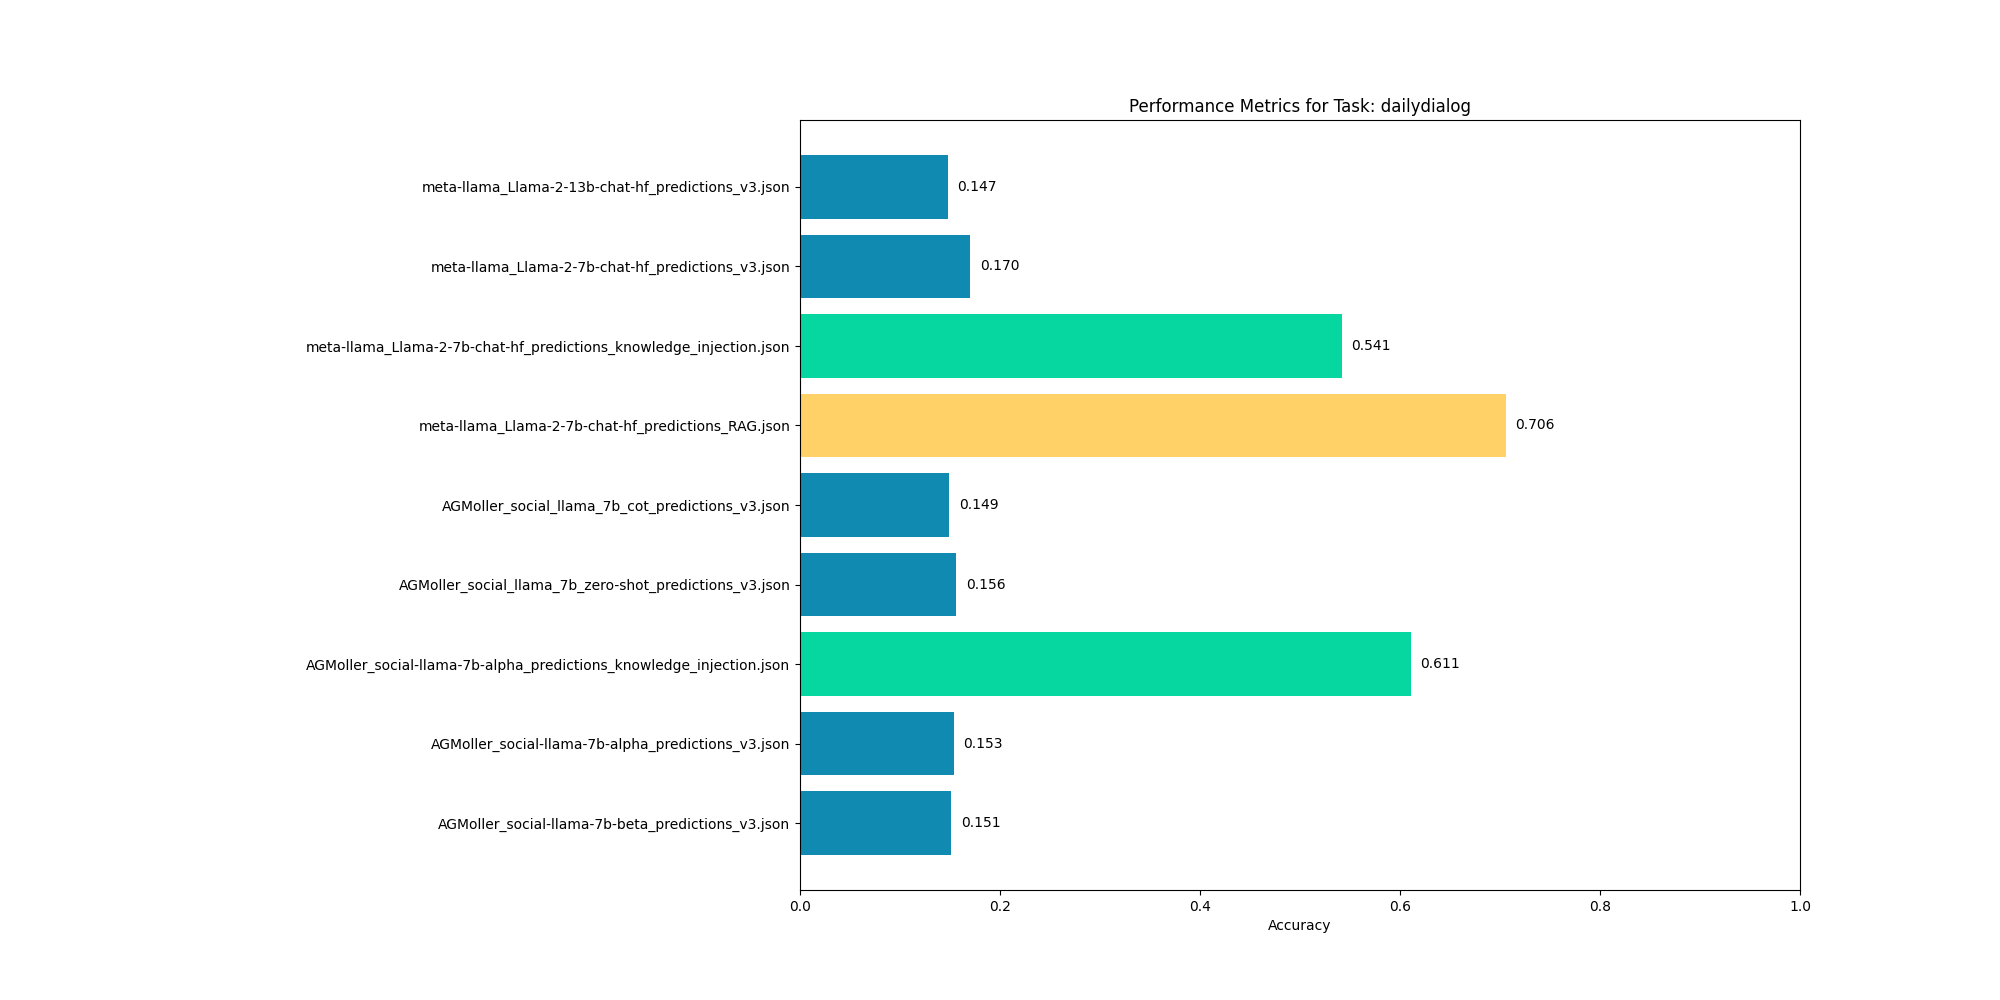 Performance Metrics for Task: dailydialog
meta-llama_Llama-2-13b-chat-hf_predictions_v3.json 0.147
meta-llama_Llama-2-7b-chat-hf_predictions_v3.json 0.170
meta-llama_Llama-2-7b-chat-hf_predictions_knowledge_injection.json 0.541
meta-llama_Llama-2-7b-chat-hf_predictions_RAG.json 0.706
AGMoller_social_llama_7b_cot_predictions_v3.json 0.149
AGMoller_social_llama_7b_zero-shot_predictions_v3.json 0.156
AGMoller_social-llama-7b-alpha_predictions_knowledge_injection.json 0.611
AGMoller_social-llama-7b-alpha_predictions_v3.json 0.153
AGMoller_social-llama-7b-beta_predictions_v3.json 0.151
0.0 0.2 0.4 0.6 0.8 1.0
Accuracy